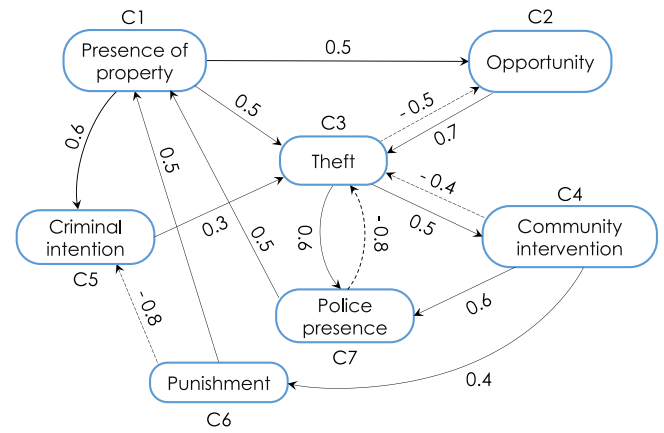 C1
Presence of
property
0.5
C2
Opportunity
0.5
- 0.5
0.7
C3
Theft
0.6
0.5
- 0.4
C4
Community
intervention
Criminal
intention
C5
0.3
0.5
0.6
- 0.8
0.5
0.6
- 0.8
Police
presence
C7
Punishment
C6
0.4